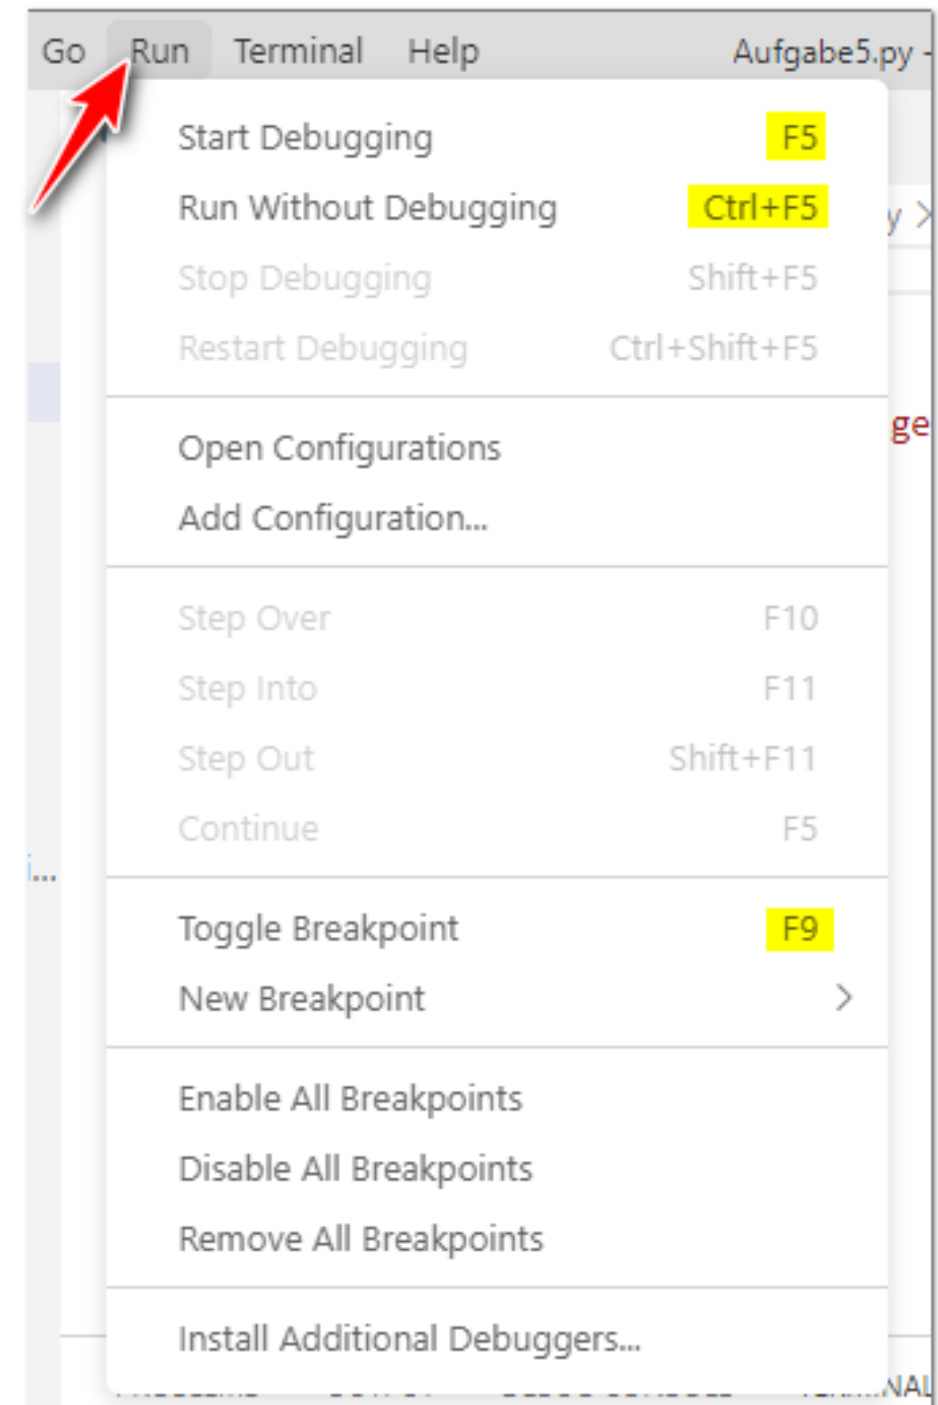 Go Run Terminal Help Aufgabe5.py -
Start Debugging F5
Run Without Debugging Ctrl+F5
y >
Stop Debugging Shift+F5
Restart Debugging Ctrl+Shift+F5
ge
Open Configurations
Add Configuration...
Step Over F10
Step Into F11
Step Out Shift+F11
Continue F5
i...
Toggle Breakpoint F9
New Breakpoint >
Enable All Breakpoints
Disable All Breakpoints
Remove All Breakpoints
Install Additional Debuggers...